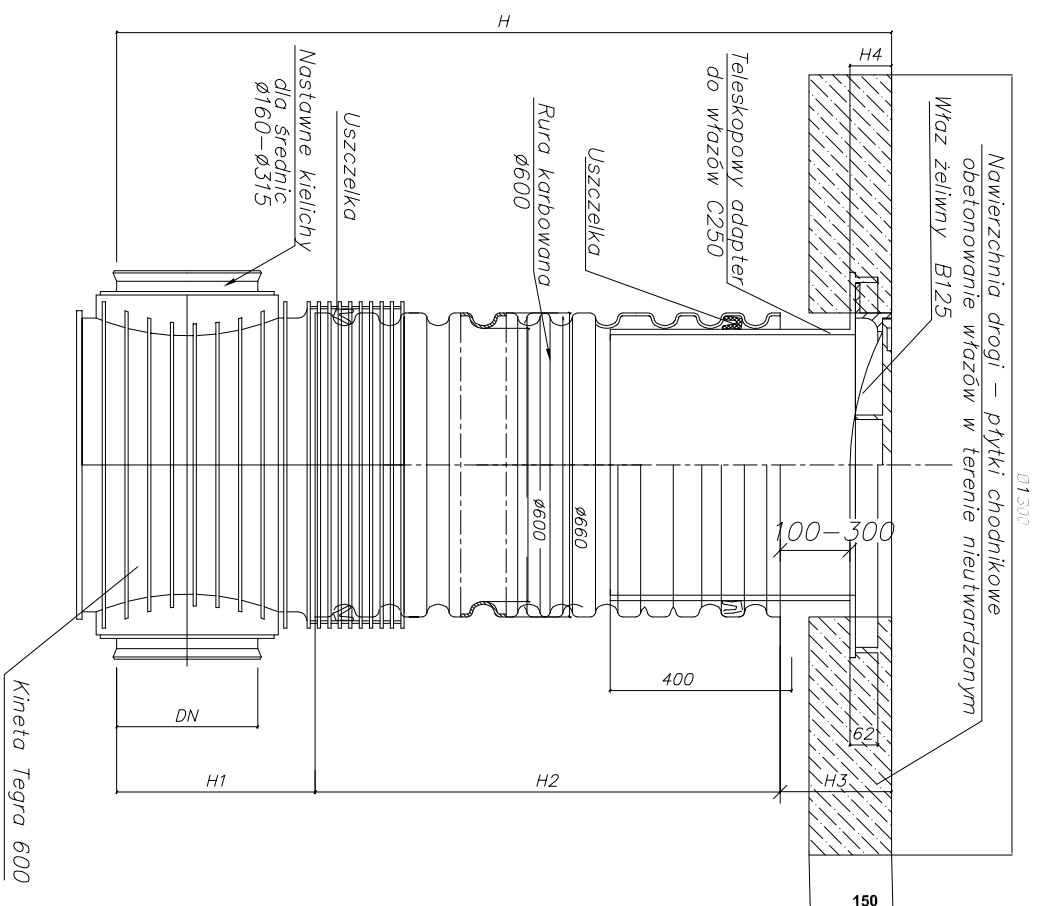 Nawierzchnia drogi – płytki chodnikowe
obetonowanie włazów w terenie nieutwardzonym
Właz żeliwny B125
Teleskopowy adapter
do włazów C250
Uszczelka
Rura karbowana
ø600
Uszczelka
Nastawne kielichy
dla średnic
ø160–ø315
Kineta Tegra 600
H
H4
ø1300
100–300
ø660
ø600
400
62
DN
H1
H2
H3
150